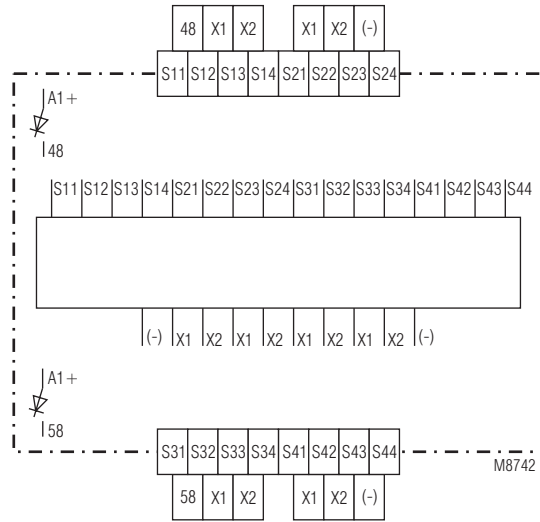 48 X1 X2 X1 X2 (-)
S11 S12 S13 S14 S21 S22 S23 S24
A1+
48
S11 S12 S13 S14 S21 S22 S23 S24 S31 S32 S33 S34 S41 S42 S43 S44
(-) X1 X2 X1 X2 X1 X2 X1 X2 (-)
A1+
58
S31 S32 S33 S34 S41 S42 S43 S44
M8742
58 X1 X2 X1 X2 (-)